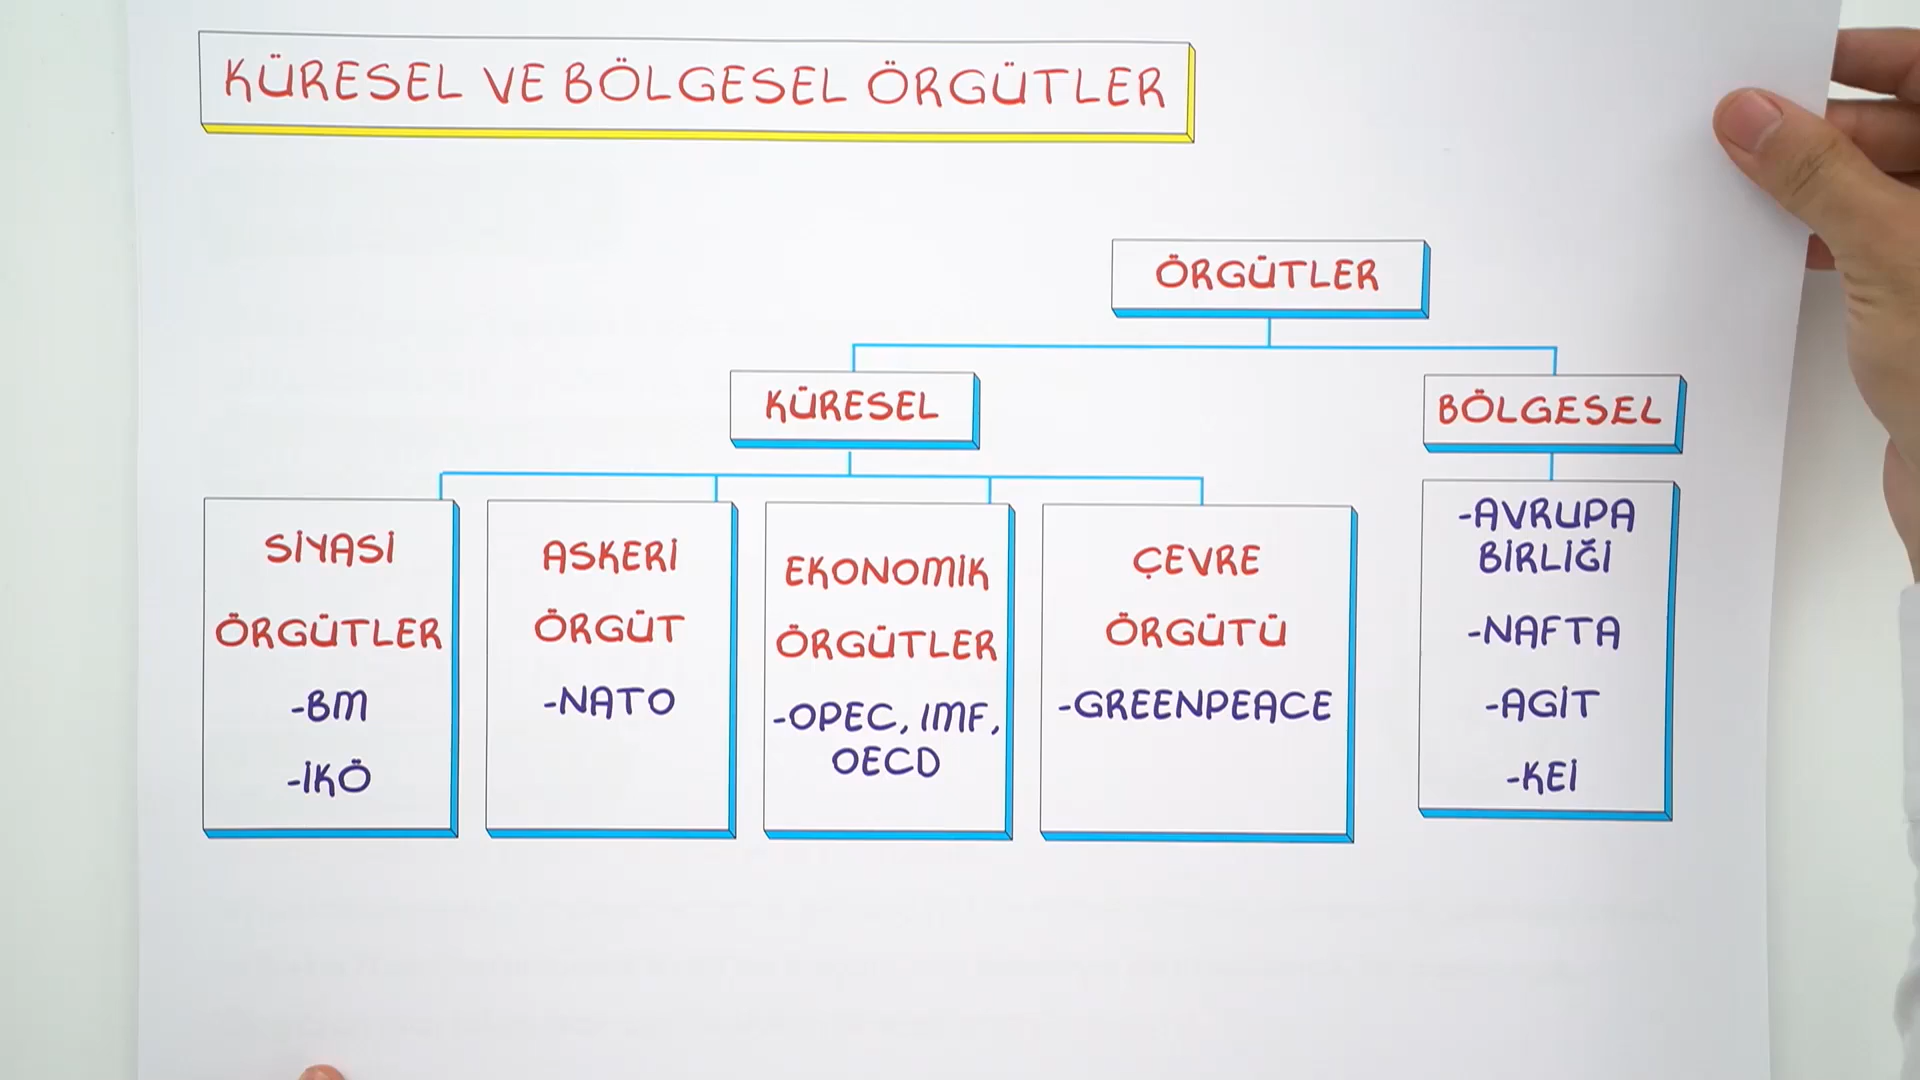 KÜRESEL VE BÖLGESEL ÖRGÜTLER
ÖRGÜTLER
KÜRESEL
BÖLGESEL
SİYASİ
ÖRGÜTLER
-BM
-İKÖ
ASKERİ
ÖRGÜT
-NATO
EKONOMİK
ÖRGÜTLER
-OPEC, IMF,
OECD
ÇEVRE
ÖRGÜTÜ
-GREENPEACE
-AVRUPA
BİRLİĞİ
-NAFTA
-AGİT
-KEİ